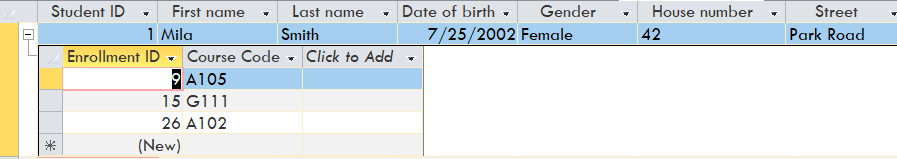 Student ID First name Last name Date of birth Gender House number Street
1 Mila Smith 7/25/2002 Female 42 Park Road
Enrollment ID Course Code Click to Add
9 A105
15 G111
26 A102
(New)